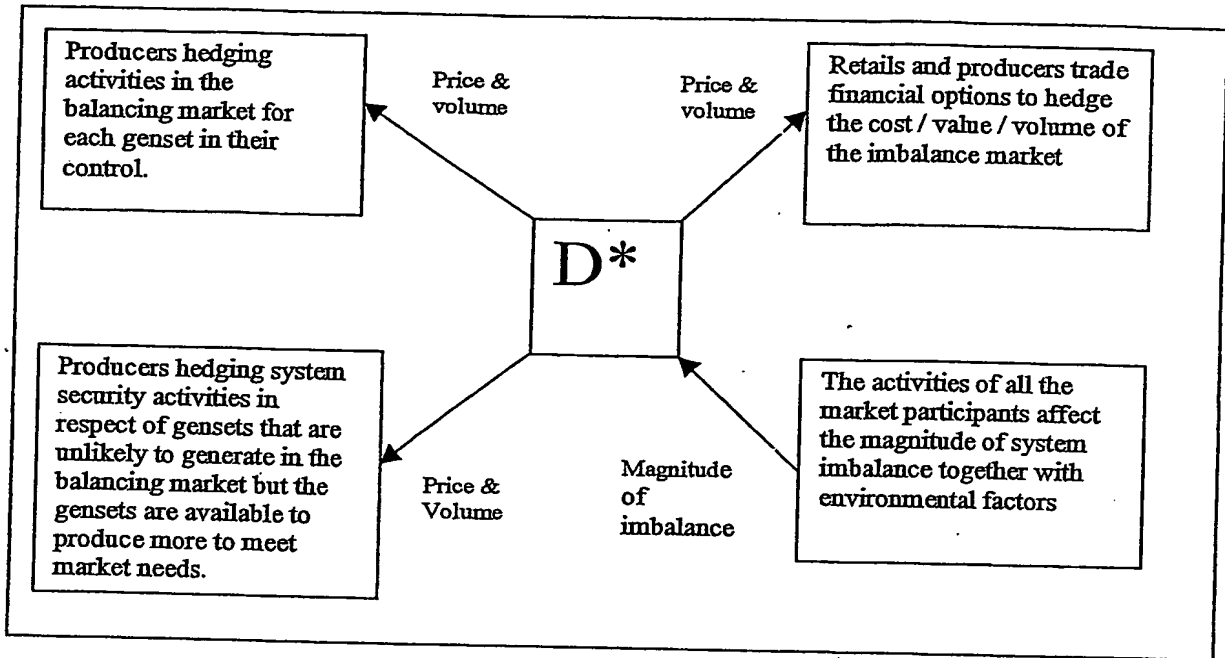 Producers hedging
activities in the
balancing market for
each genset in their
control.
Price &
volume
Price &
volume
Retails and producers trade
financial options to hedge
the cost / value / volume of
the imbalance market
D*
Producers hedging system
security activities in
respect of gensets that are
unlikely to generate in the
balancing market but the
gensets are available to
produce more to meet
market needs.
Price &
Volume
Magnitude
of
imbalance
The activities of all the
market participants affect
the magnitude of system
imbalance together with
environmental factors